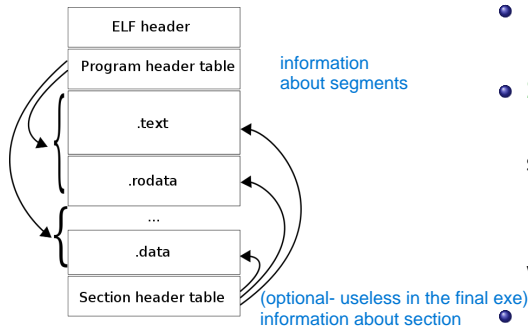 ELF header
Program header table
information
about segments
.text
.rodata
...
.data
Section header table
(optional- useless in the final exe)
information about section